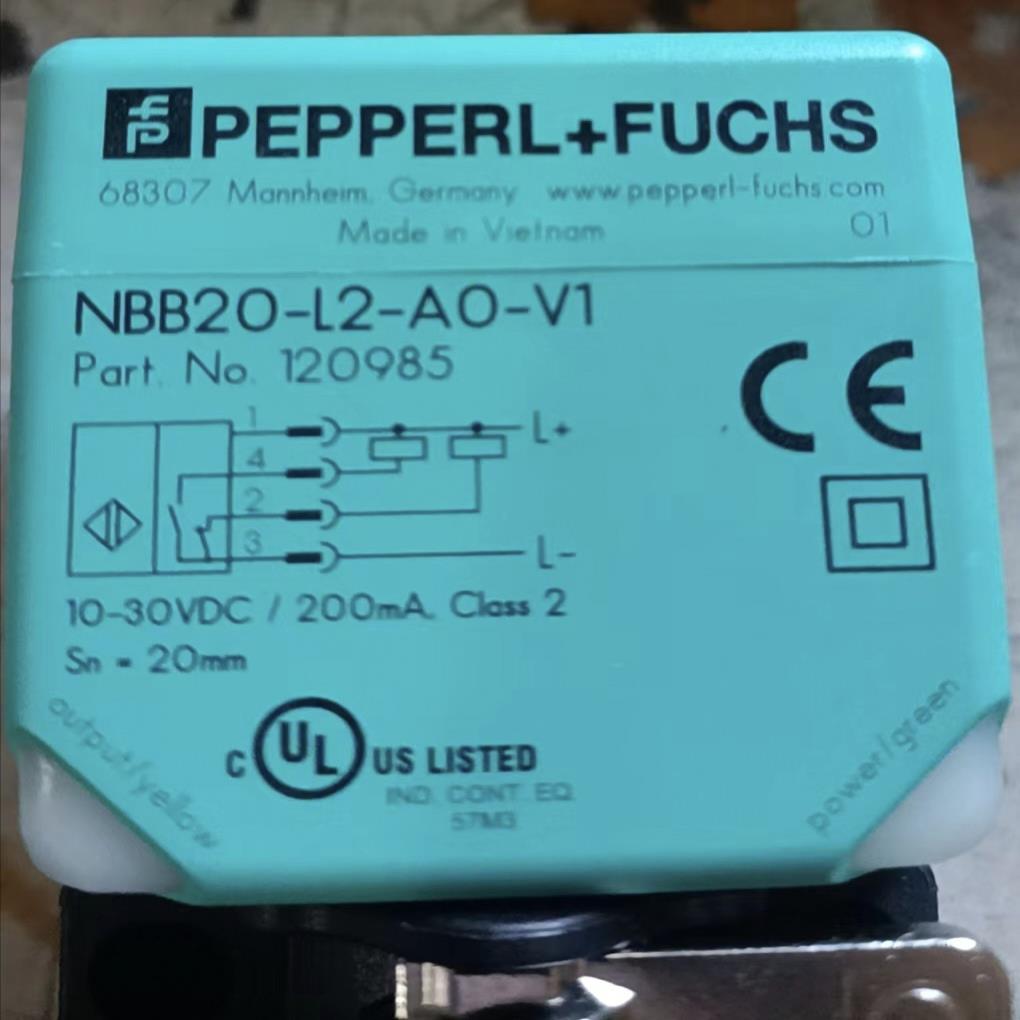 fp PEPPERL+FUCHS
68307 Mannheim, Germany www.pepperl-fuchs.com
Made in Vietnam 01
NBB20-L2-A0-V1
Part. No. 120985
1
L+
4
2
3
L-
10-30VDC / 200mA, Class 2
Sn = 20mm
CE
output/yellow
power/green
C UL US LISTED
IND. CONT. EQ.
57M3